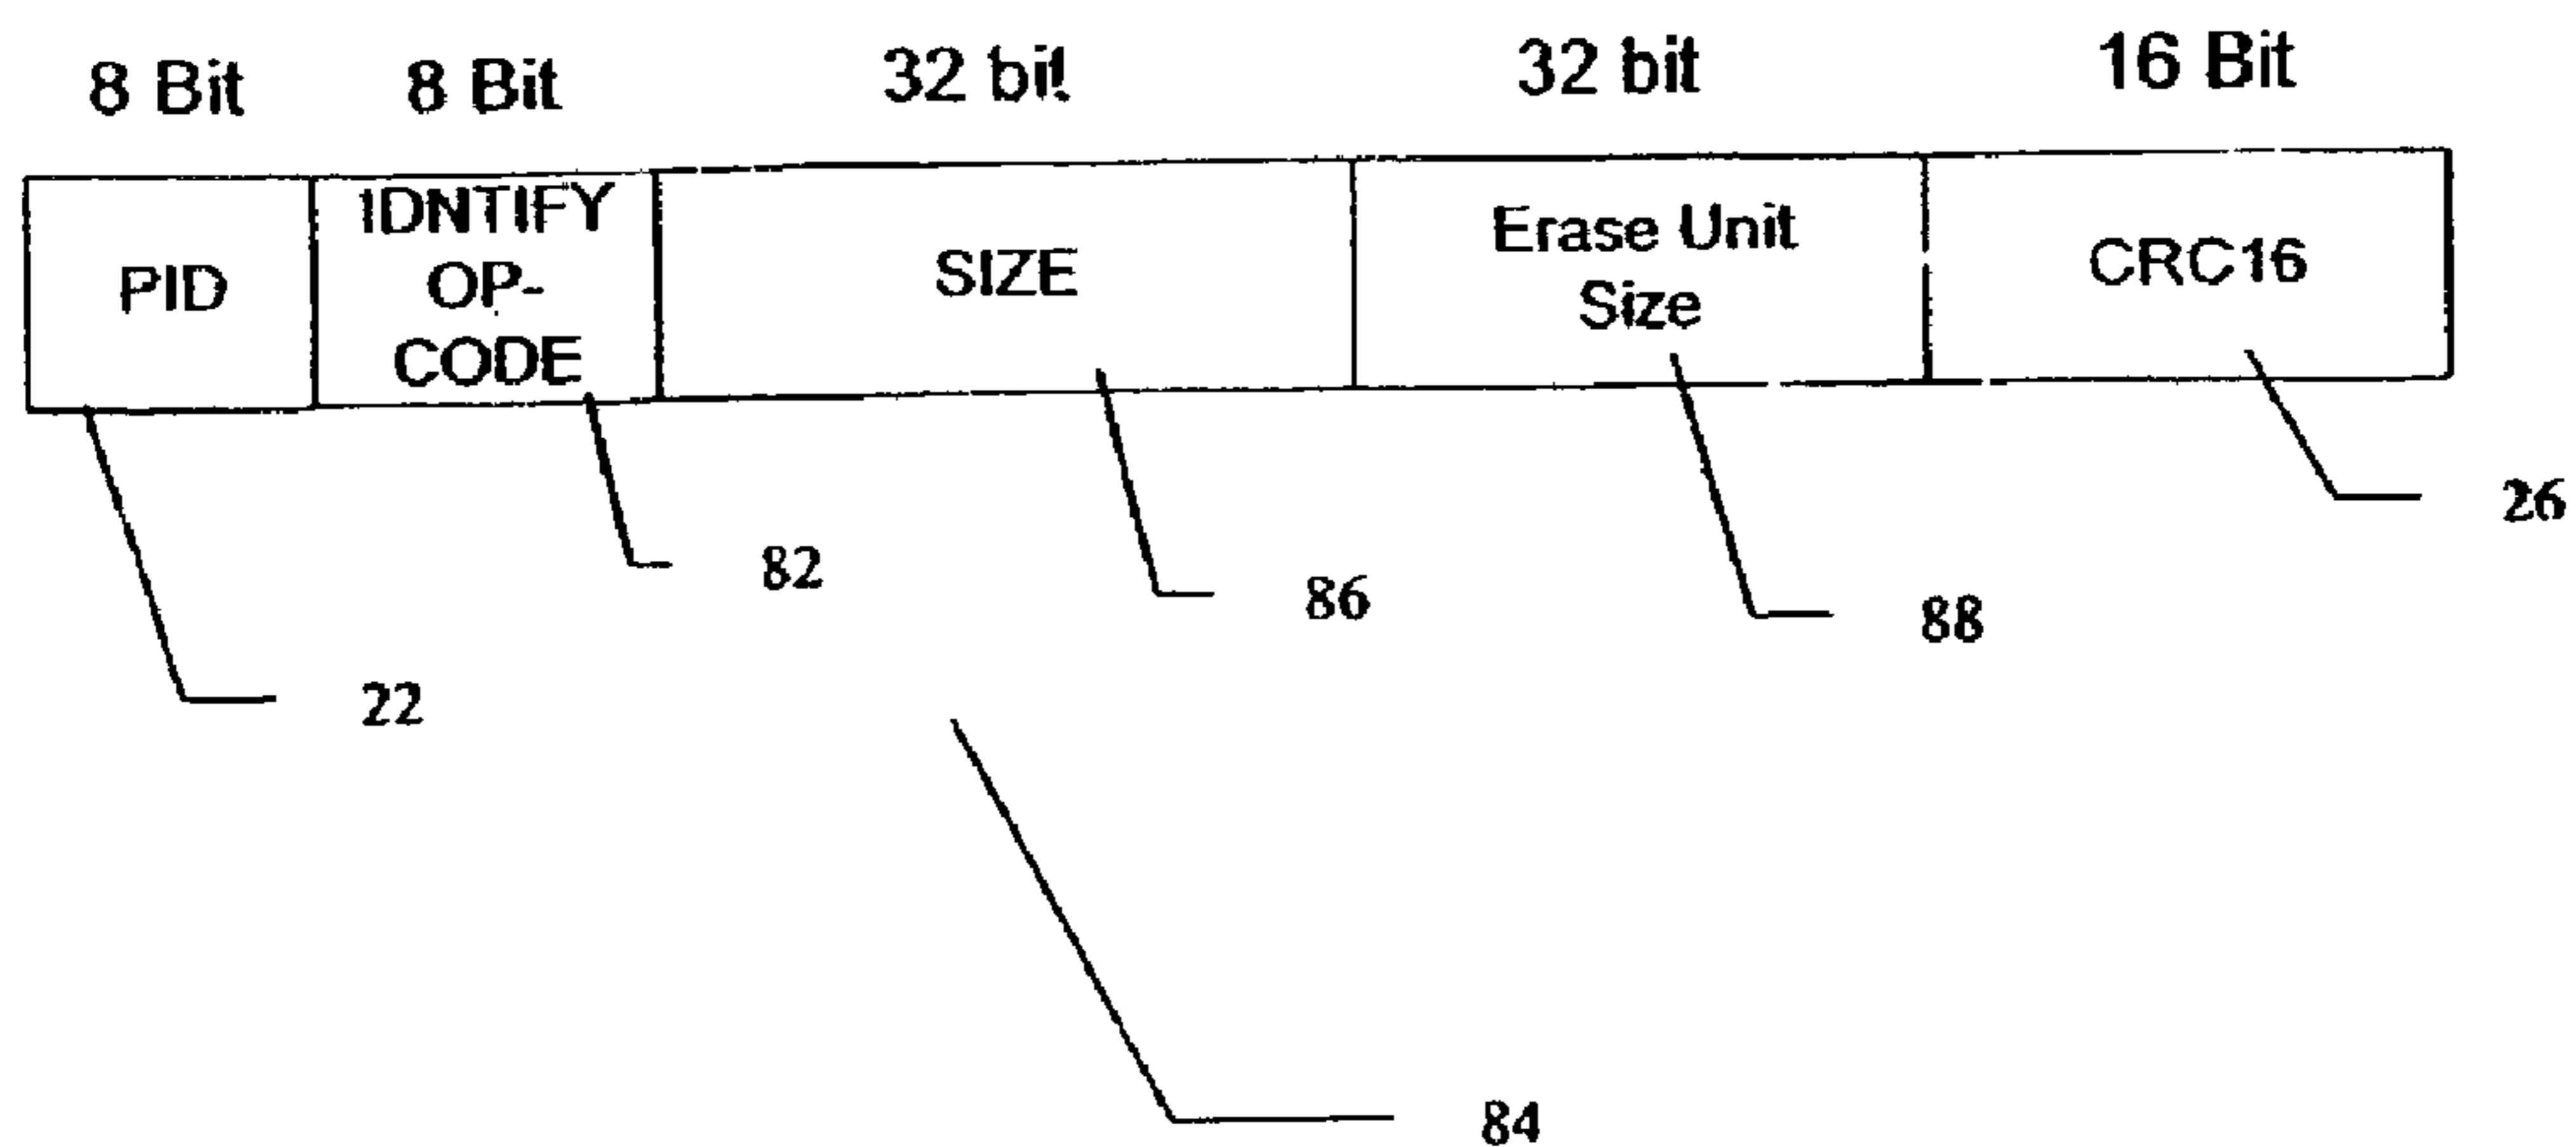 8 Bit 8 Bit 32 bit 32 bit 16 Bit
PID
IDNTIFY
OP-
CODE
SIZE
Erase Unit
Size
CRC16
26
82
86
88
22
84